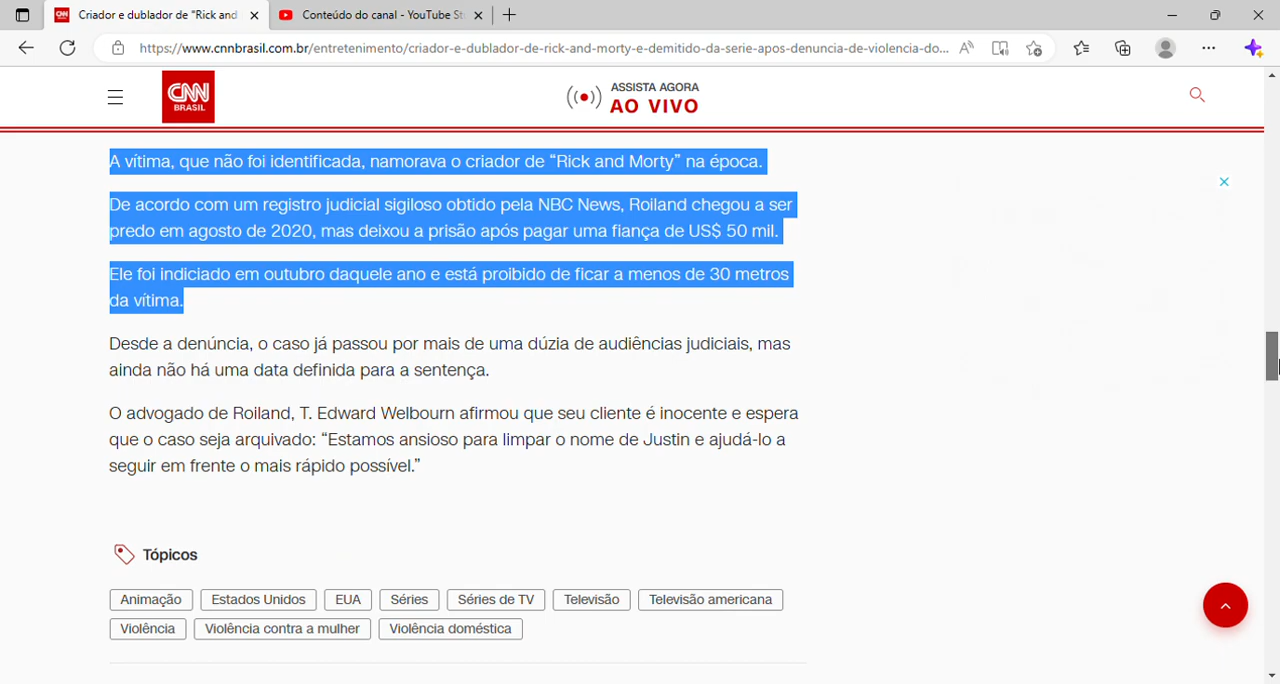 Criador e dublador de "Rick and
Conteúdo do canal - YouTube St
https://www.cnnbrasil.com.br/entretenimento/criador-e-dublador-de-rick-and-morty-e-demitido-da-serie-apos-denuncia-de-violencia-do...
CNN
BRASIL
ASSISTA AGORA
AO VIVO
A vítima, que não foi identificada, namorava o criador de “Rick and Morty” na época.
De acordo com um registro judicial sigiloso obtido pela NBC News, Roiland chegou a ser
predo em agosto de 2020, mas deixou a prisão após pagar uma fiança de US$ 50 mil.
Ele foi indiciado em outubro daquele ano e está proibido de ficar a menos de 30 metros
da vítima.
Desde a denúncia, o caso já passou por mais de uma dúzia de audiências judiciais, mas
ainda não há uma data definida para a sentença.
O advogado de Roiland, T. Edward Welbourn afirmou que seu cliente é inocente e espera
que o caso seja arquivado: “Estamos ansioso para limpar o nome de Justin e ajudá-lo a
seguir em frente o mais rápido possível.”
Tópicos
Animação Estados Unidos EUA Séries Séries de TV Televisão Televisão americana
Violência Violência contra a mulher Violência doméstica